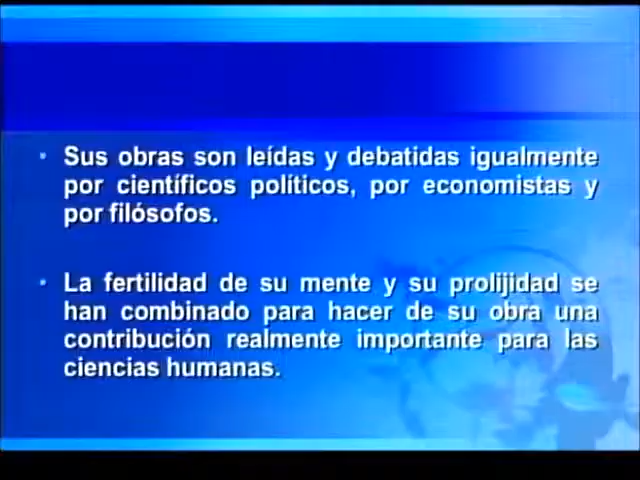 • Sus obras son leídas y debatidas igualmente
por científicos políticos, por economistas y
por filósofos.
• La fertilidad de su mente y su prolijidad se
han combinado para hacer de su obra una
contribución realmente importante para las
ciencias humanas.